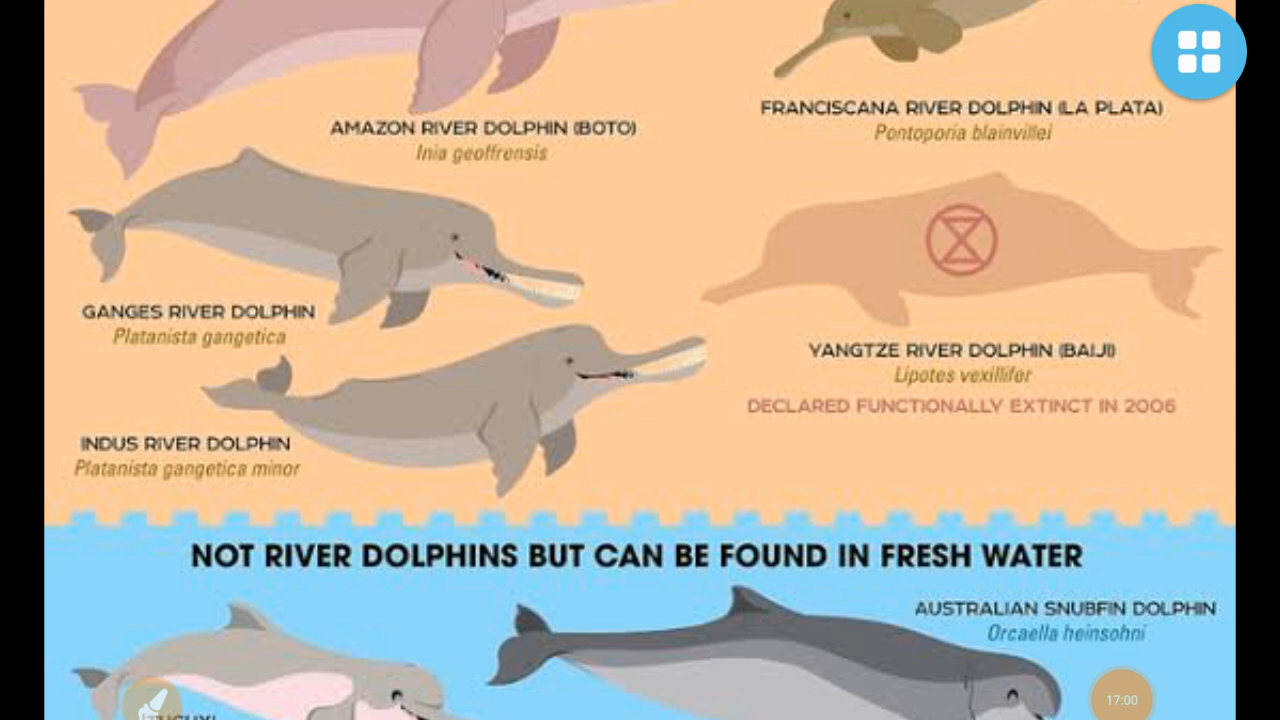 AMAZON RIVER DOLPHIN (BOTO)
Inia geoffrensis
FRANCISCANA RIVER DOLPHIN (LA PLATA)
Pontoporia blainvillei
GANGES RIVER DOLPHIN
Platanista gangetica
YANGTZE RIVER DOLPHIN (BAIJI)
Lipotes vexillifer
DECLARED FUNCTIONALLY EXTINCT IN 2006
INDUS RIVER DOLPHIN
Platanista gangetica minor
NOT RIVER DOLPHINS BUT CAN BE FOUND IN FRESH WATER
AUSTRALIAN SNUBFIN DOLPHIN
Orcaella heinsohni
17:00